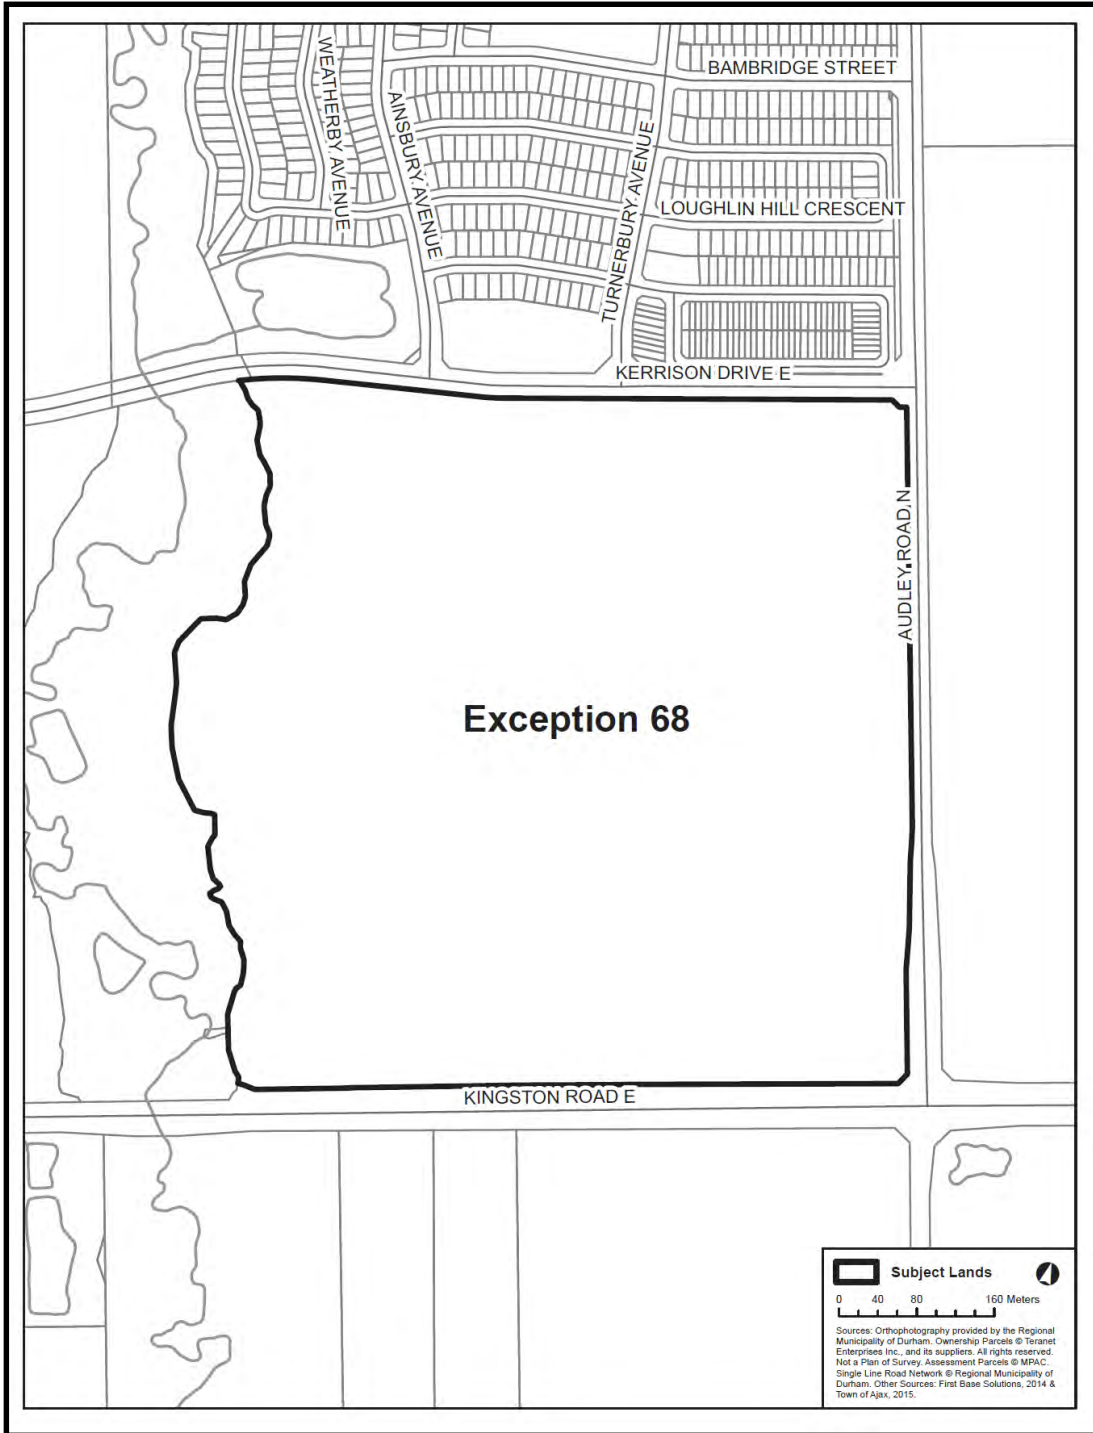 BAMBRIDGE STREET
WEATHERBY AVENUE
AINSBURY AVENUE
TURNERBURY AVENUE
LOUGHLIN HILL CRESCENT
KERRISON DRIVE E
AUDLEY ROAD N
Exception 68
KINGSTON ROAD E
Subject Lands
0 40 80 160 Meters
Sources: Orthophotography provided by the Regional
Municipality of Durham. Ownership Parcels © Teranet
Enterprises Inc., and its suppliers. All rights reserved.
Not a Plan of Survey. Assessment Parcels © MPAC.
Single Line Road Network © Regional Municipality of
Durham. Other Sources: First Base Solutions, 2014 &
Town of Ajax, 2015.